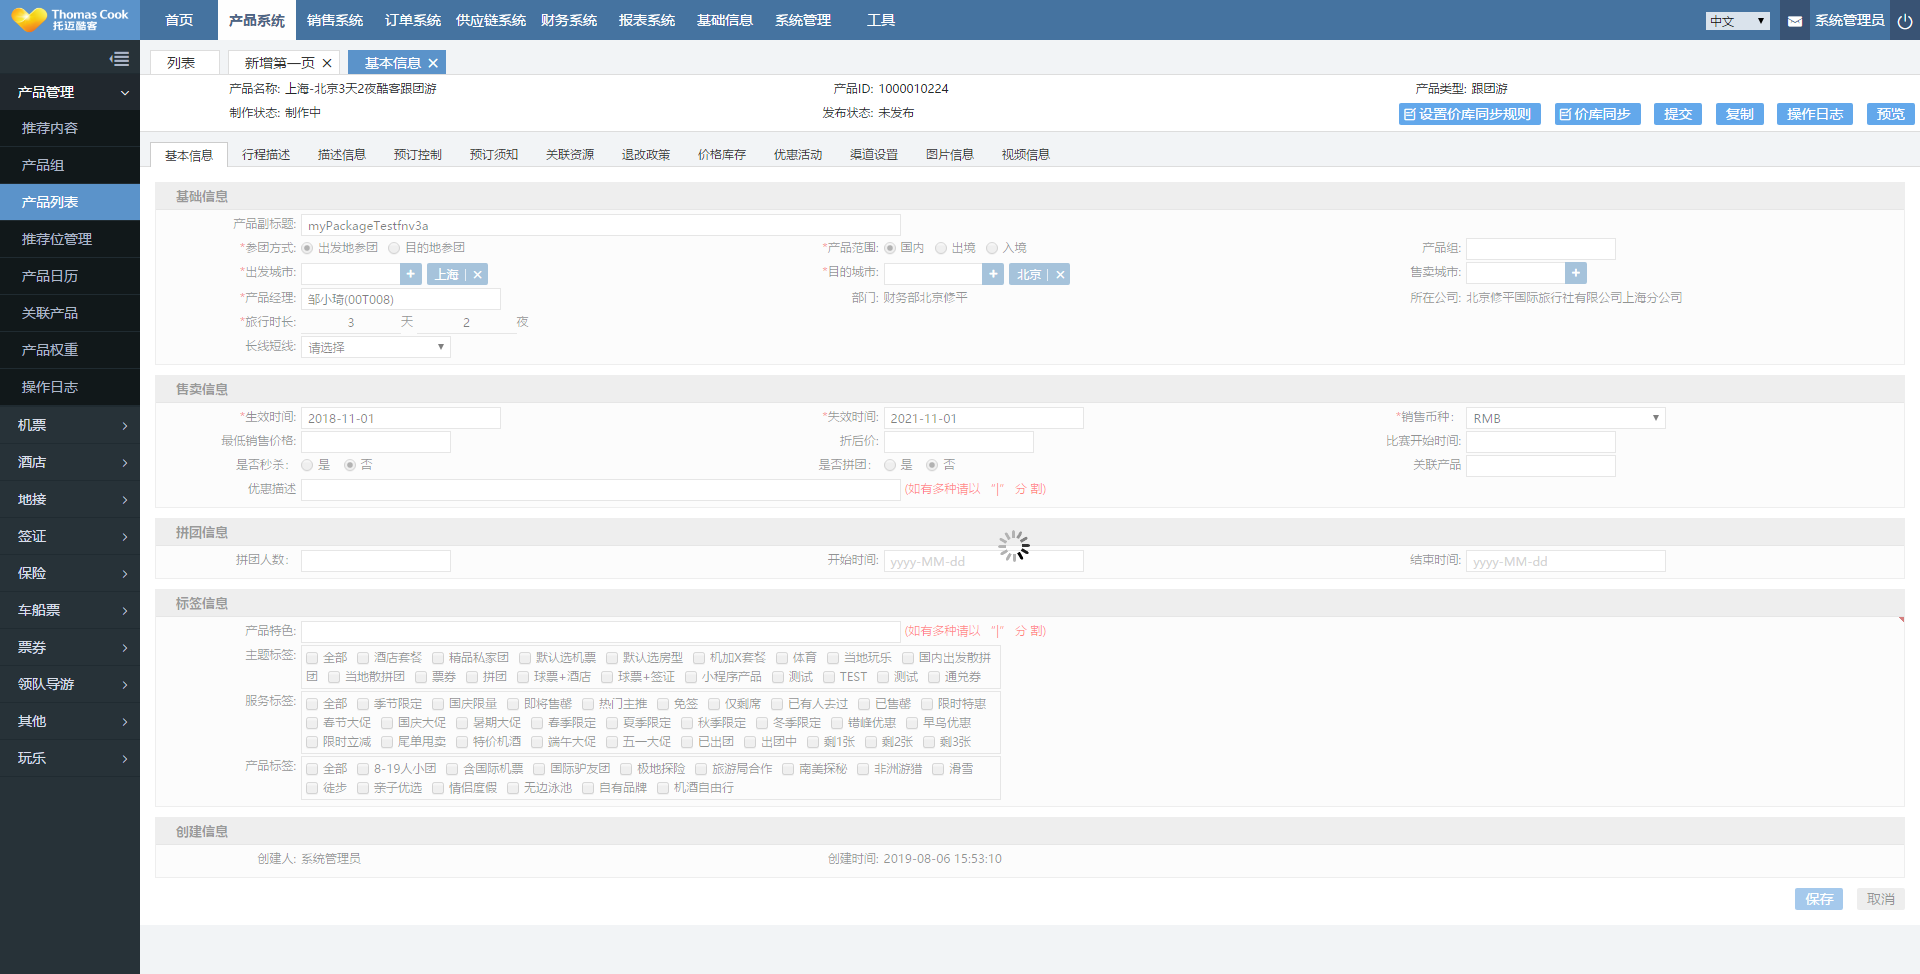 Thomas Cook
托迈酷客
首页 产品系统 销售系统 订单系统 供应链系统 财务系统 报表系统 基础信息 系统管理 工具
中文 系统管理员
产品管理
推荐内容
产品组
产品列表
推荐位管理
产品日历
关联产品
产品权重
操作日志
机票
酒店
地接
签证
保险
车船票
票券
领队导游
其他
玩乐
列表 新增第一页 基本信息
产品名称: 上海-北京3天2夜酷客跟团游 产品ID: 1000010224 产品类型: 跟团游
制作状态: 制作中 发布状态: 未发布
设置价库同步规则 价库同步 提交 复制 操作日志 预览
基本信息 行程描述 描述信息 预订控制 预订须知 关联资源 退改政策 价格库存 优惠活动 渠道设置 图片信息 视频信息
基础信息
产品副标题: myPackageTestfnv3a
*参团方式: 出发地参团 目的地参团 *产品范围: 国内 出境 入境 产品组:
*出发城市: + 上海 | × *目的城市: + 北京 | × 售卖城市: +
*产品经理: 邹小琦(00T008) 部门: 财务部北京修平 所在公司: 北京修平国际旅行社有限公司上海分公司
*旅行时长: 3 天 2 夜
长线短线: 请选择
售卖信息
*生效时间: 2018-11-01 *失效时间: 2021-11-01 *销售币种: RMB
最低销售价格: 折后价: 比赛开始时间:
是否秒杀: 是 否 是否拼团: 是 否 关联产品
优惠描述 (如有多种请以 “|” 分 割)
拼团信息
拼团人数: 开始时间: yyyy-MM-dd 结束时间: yyyy-MM-dd
标签信息
产品特色: (如有多种请以 “|” 分 割)
主题标签: 全部 酒店套餐 精品私家团 默认选机票 默认选房型 机加X套餐 体育 当地玩乐 国内出发散拼
团 当地散拼团 票券 拼团 球票+酒店 球票+签证 小程序产品 测试 TEST 测试 通兑券
服务标签: 全部 季节限定 国庆限量 即将售罄 热门主推 免签 仅剩席 已有人去过 已售罄 限时特惠
春节大促 国庆大促 暑期大促 春季限定 夏季限定 秋季限定 冬季限定 错峰优惠 早鸟优惠
限时立减 尾单甩卖 特价机酒 端午大促 五一大促 已出团 出团中 剩1张 剩2张 剩3张
产品标签: 全部 8-19人小团 含国际机票 国际驴友团 极地探险 旅游局合作 南美探秘 非洲游猎 滑雪
徒步 亲子优选 情侣度假 无边泳池 自有品牌 机酒自由行
创建信息
创建人: 系统管理员 创建时间: 2019-08-06 15:53:10
保存 取消